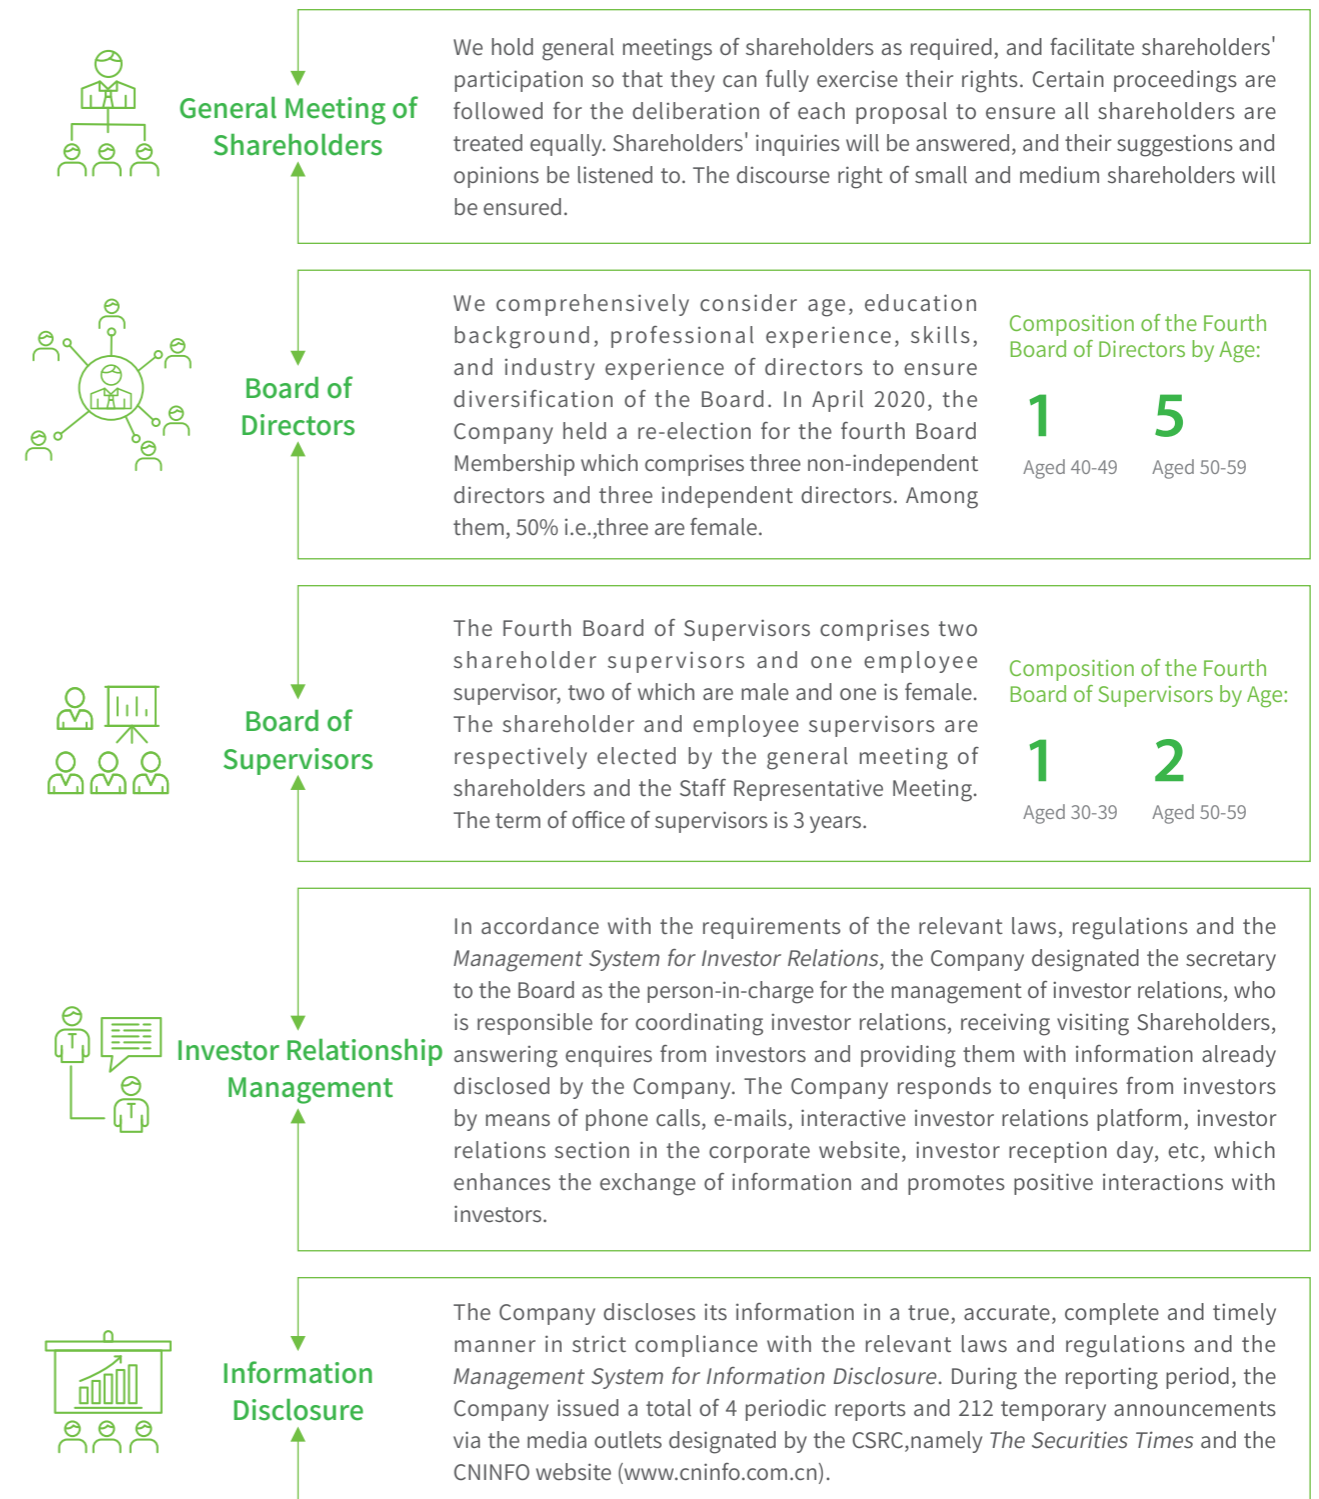 General Meeting of
Shareholders
We hold general meetings of shareholders as required, and facilitate shareholders'
participation so that they can fully exercise their rights. Certain proceedings are
followed for the deliberation of each proposal to ensure all shareholders are
treated equally. Shareholders' inquiries will be answered, and their suggestions and
opinions be listened to. The discourse right of small and medium shareholders will
be ensured.
Board of
Directors
We comprehensively consider age, education
background, professional experience, skills,
and industry experience of directors to ensure
diversification of the Board. In April 2020, the
Company held a re-election for the fourth Board
Membership which comprises three non-independent
directors and three independent directors. Among
them, 50% i.e.,three are female.
Composition of the Fourth
Board of Directors by Age:
1 5
Aged 40-49 Aged 50-59
Board of
Supervisors
The Fourth Board of Supervisors comprises two
shareholder supervisors and one employee
supervisor, two of which are male and one is female.
The shareholder and employee supervisors are
respectively elected by the general meeting of
shareholders and the Staff Representative Meeting.
The term of office of supervisors is 3 years.
Composition of the Fourth
Board of Supervisors by Age:
1 2
Aged 30-39 Aged 50-59
Investor Relationship
Management
In accordance with the requirements of the relevant laws, regulations and the
Management System for Investor Relations, the Company designated the secretary
to the Board as the person-in-charge for the management of investor relations, who
is responsible for coordinating investor relations, receiving visiting Shareholders,
answering enquires from investors and providing them with information already
disclosed by the Company. The Company responds to enquires from investors
by means of phone calls, e-mails, interactive investor relations platform, investor
relations section in the corporate website, investor reception day, etc, which
enhances the exchange of information and promotes positive interactions with
investors.
Information
Disclosure
The Company discloses its information in a true, accurate, complete and timely
manner in strict compliance with the relevant laws and regulations and the
Management System for Information Disclosure. During the reporting period, the
Company issued a total of 4 periodic reports and 212 temporary announcements
via the media outlets designated by the CSRC,namely The Securities Times and the
CNINFO website (www.cninfo.com.cn).